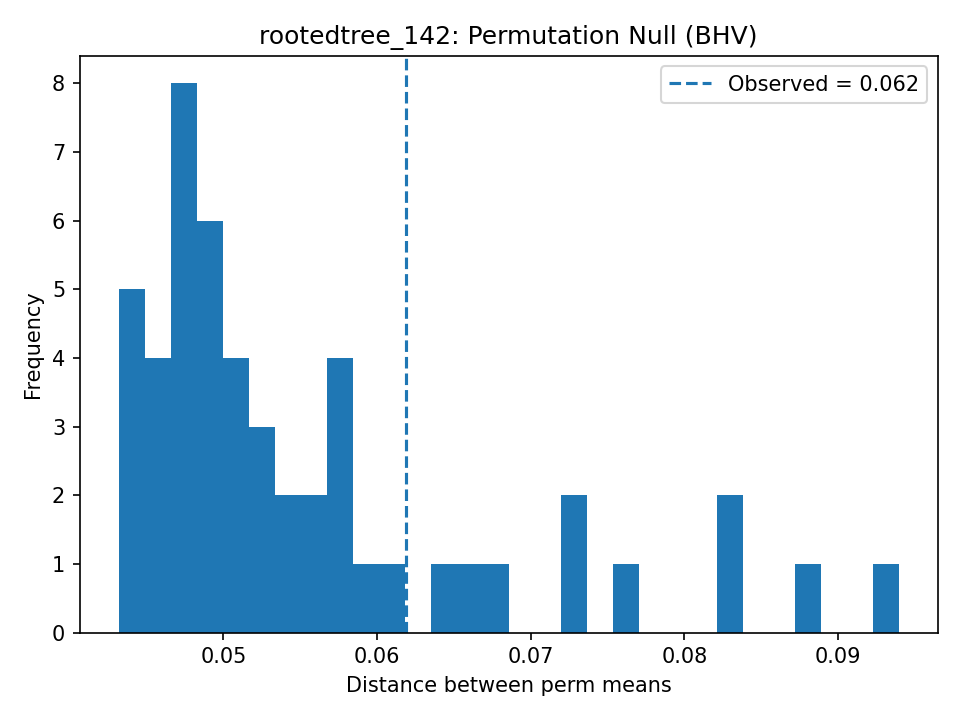 rootedtree_142: Permutation Null (BHV)
Observed = 0.062
8
7
6
5
4
3
2
1
0
Frequency
0.05 0.06 0.07 0.08 0.09
Distance between perm means